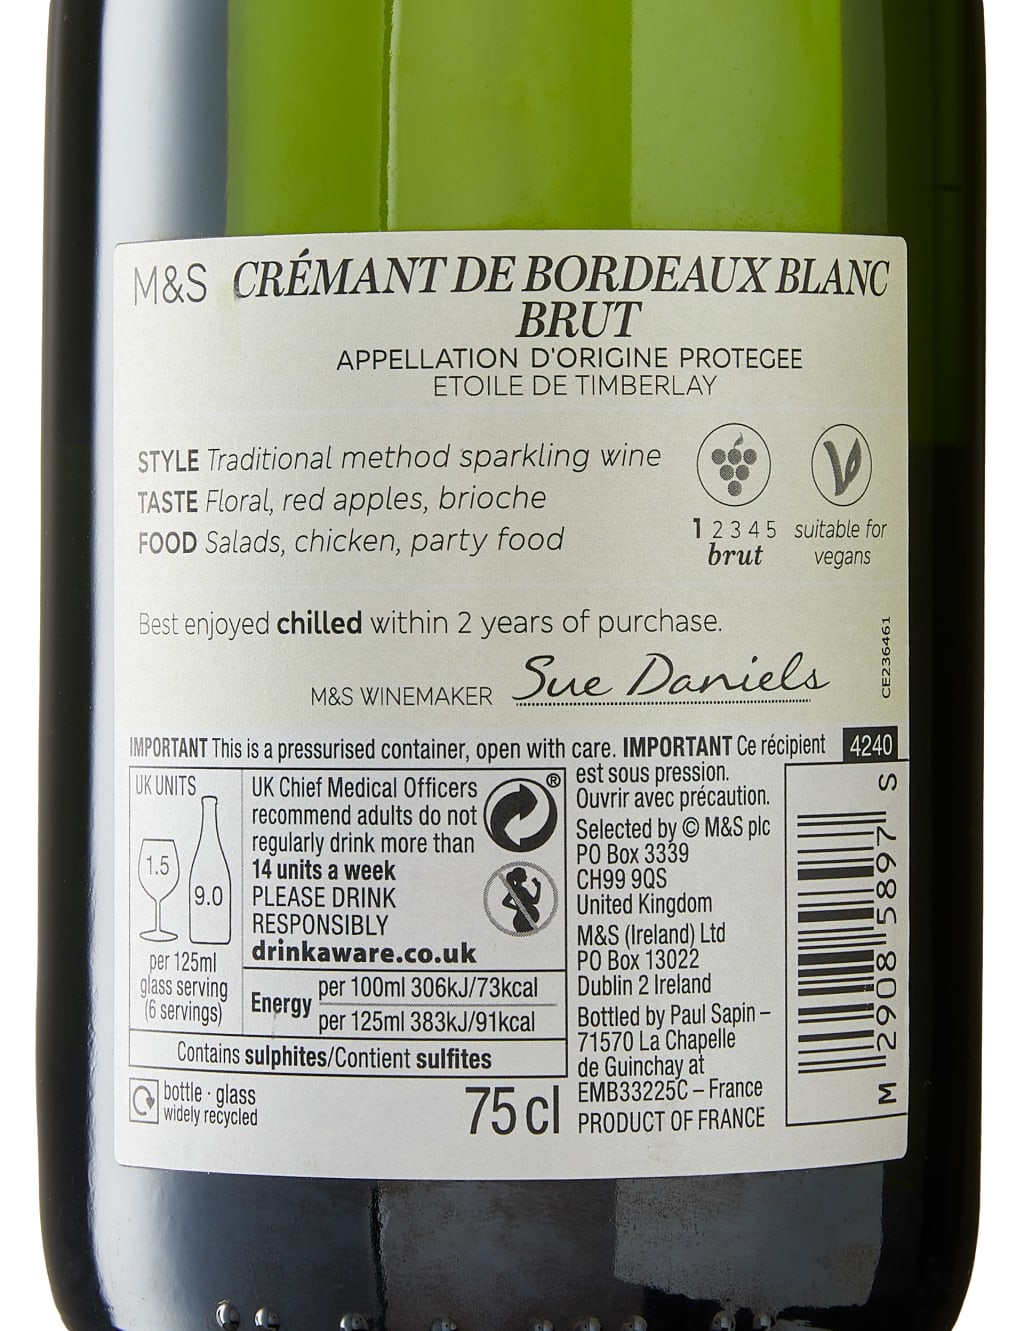 M&S CRÉMANT DE BORDEAUX BLANC
BRUT
APPELLATION D'ORIGINE PROTEGEE
ETOILE DE TIMBERLAY
STYLE Traditional method sparkling wine
TASTE Floral, red apples, brioche
FOOD Salads, chicken, party food
1 2 3 4 5
brut
suitable for
vegans
Best enjoyed chilled within 2 years of purchase.
M&S WINEMAKER Sue Daniels
CE236461
IMPORTANT This is a pressurised container, open with care. IMPORTANT Ce récipient
est sous pression.
Ouvrir avec précaution.
4240
UK UNITS
1.5
9.0
per 125ml
glass serving
(6 servings)
UK Chief Medical Officers
recommend adults do not
regularly drink more than
14 units a week
PLEASE DRINK
RESPONSIBLY
drinkaware.co.uk
®
Energy
per 100ml 306kJ/73kcal
per 125ml 383kJ/91kcal
Contains sulphites/Contient sulfites
bottle · glass
widely recycled
75cl
Selected by © M&S plc
PO Box 3339
CH99 9QS
United Kingdom
M&S (Ireland) Ltd
PO Box 13022
Dublin 2 Ireland
Bottled by Paul Sapin –
71570 La Chapelle
de Guinchay at
EMB33225C – France
PRODUCT OF FRANCE
M 2908 5897 S